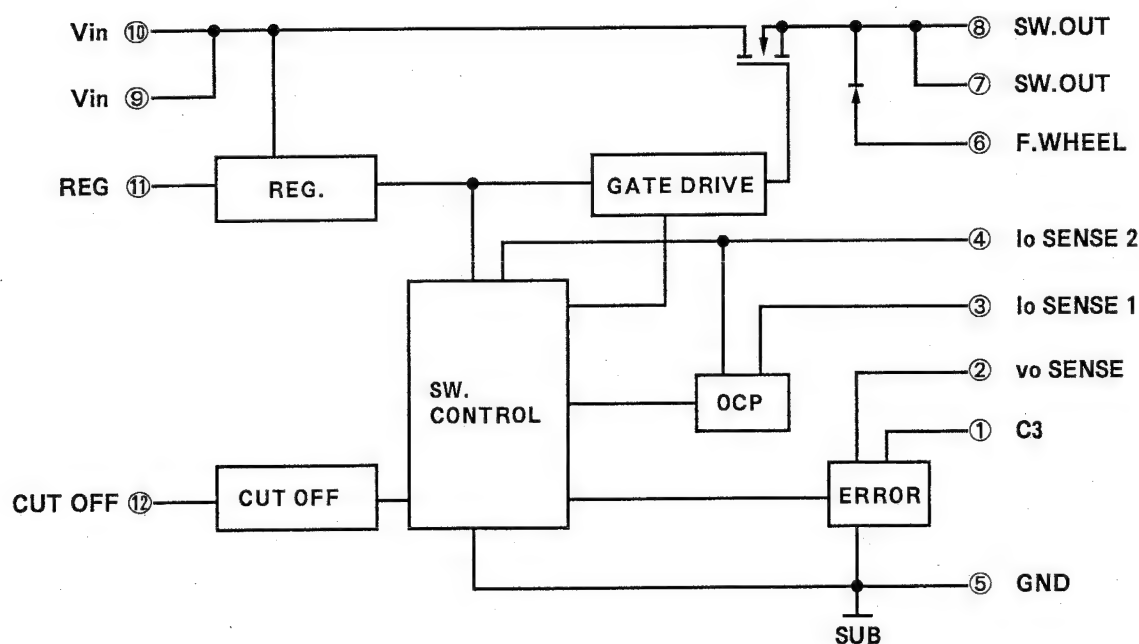 Vin ⑩
⑧ SW.OUT
Vin ⑨
⑦ SW.OUT
⑥ F.WHEEL
REG ⑪
REG.
GATE DRIVE
④ Io SENSE 2
③ Io SENSE 1
② vo SENSE
SW.
CONTROL
OCP
① C3
CUT OFF ⑫
CUT OFF
ERROR
⑤ GND
SUB